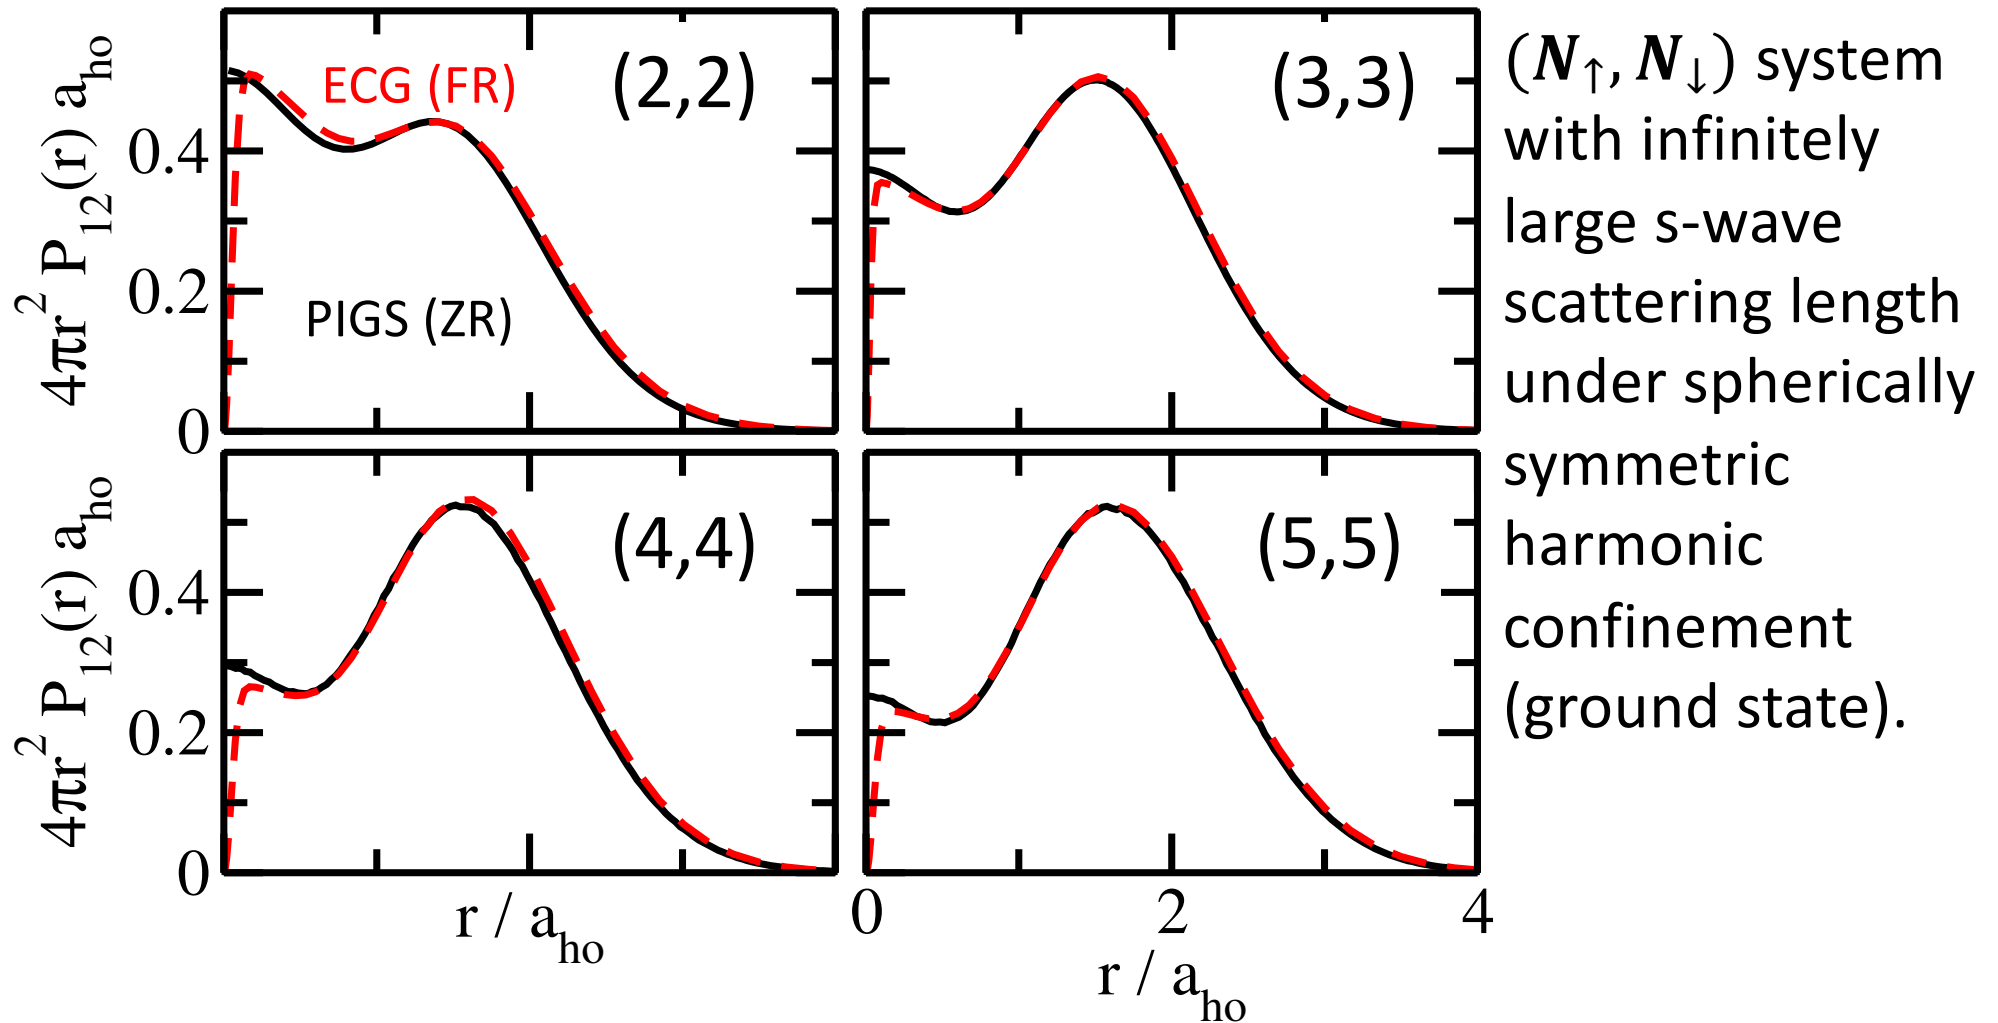 4πr² P₁₂(r) aₕₒ
0.4
0.2
0
ECG (FR)
(2,2)
PIGS (ZR)
(3,3)
(N↑, N↓) system
with infinitely
large s-wave
scattering length
under spherically
symmetric
harmonic
confinement
(ground state).
4πr² P₁₂(r) aₕₒ
0.4
0.2
0
(4,4)
(5,5)
r / aₕₒ
0 2 4
r / aₕₒ